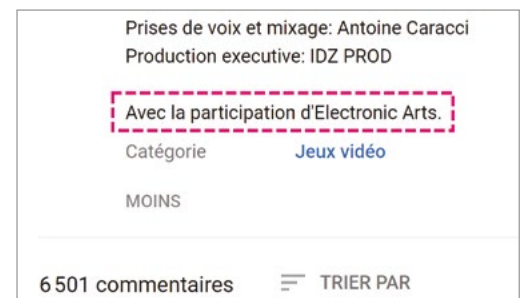 Prises de voix et mixage: Antoine Caracci
Production executive: IDZ PROD
Avec la participation d'Electronic Arts.
Catégorie Jeux vidéo
MOINS
6 501 commentaires TRIER PAR